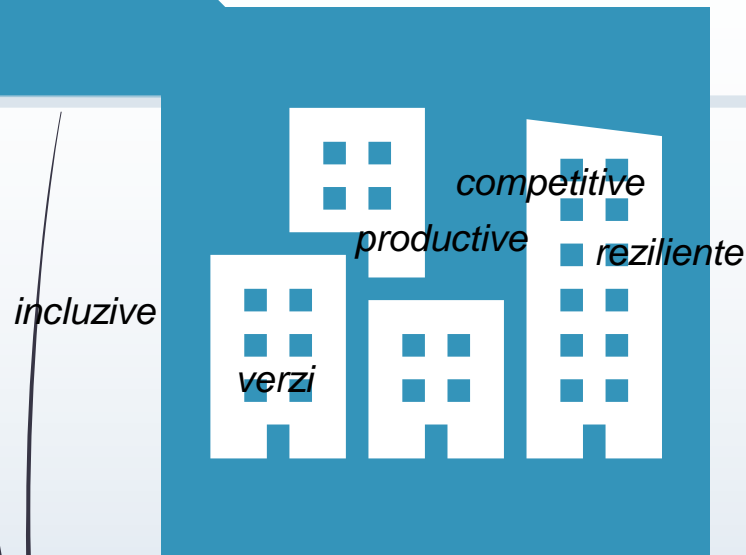 competitive
productive
reziliente
incluzive
verzi